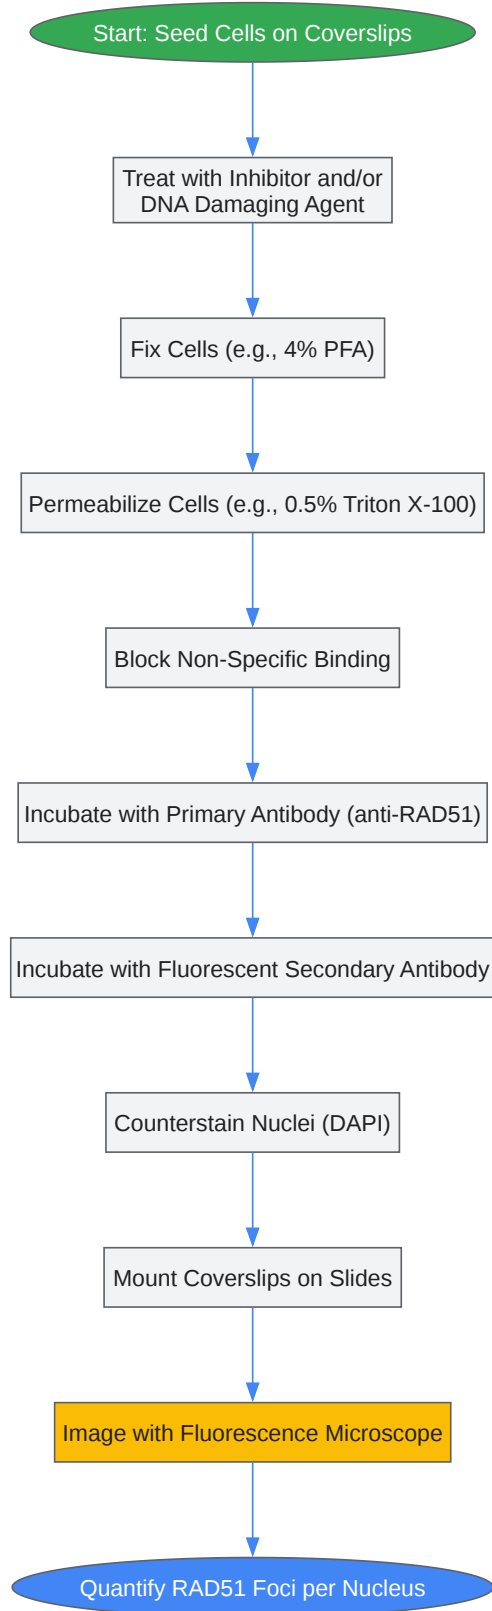 Start: Seed Cells on Coverslips
Treat with Inhibitor and/or
DNA Damaging Agent
Fix Cells (e.g., 4% PFA)
Permeabilize Cells (e.g., 0.5% Triton X-100)
Block Non-Specific Binding
Incubate with Primary Antibody (anti-RAD51)
Incubate with Fluorescent Secondary Antibody
Counterstain Nuclei (DAPI)
Mount Coverslips on Slides
Image with Fluorescence Microscope
Quantify RAD51 Foci per Nucleus